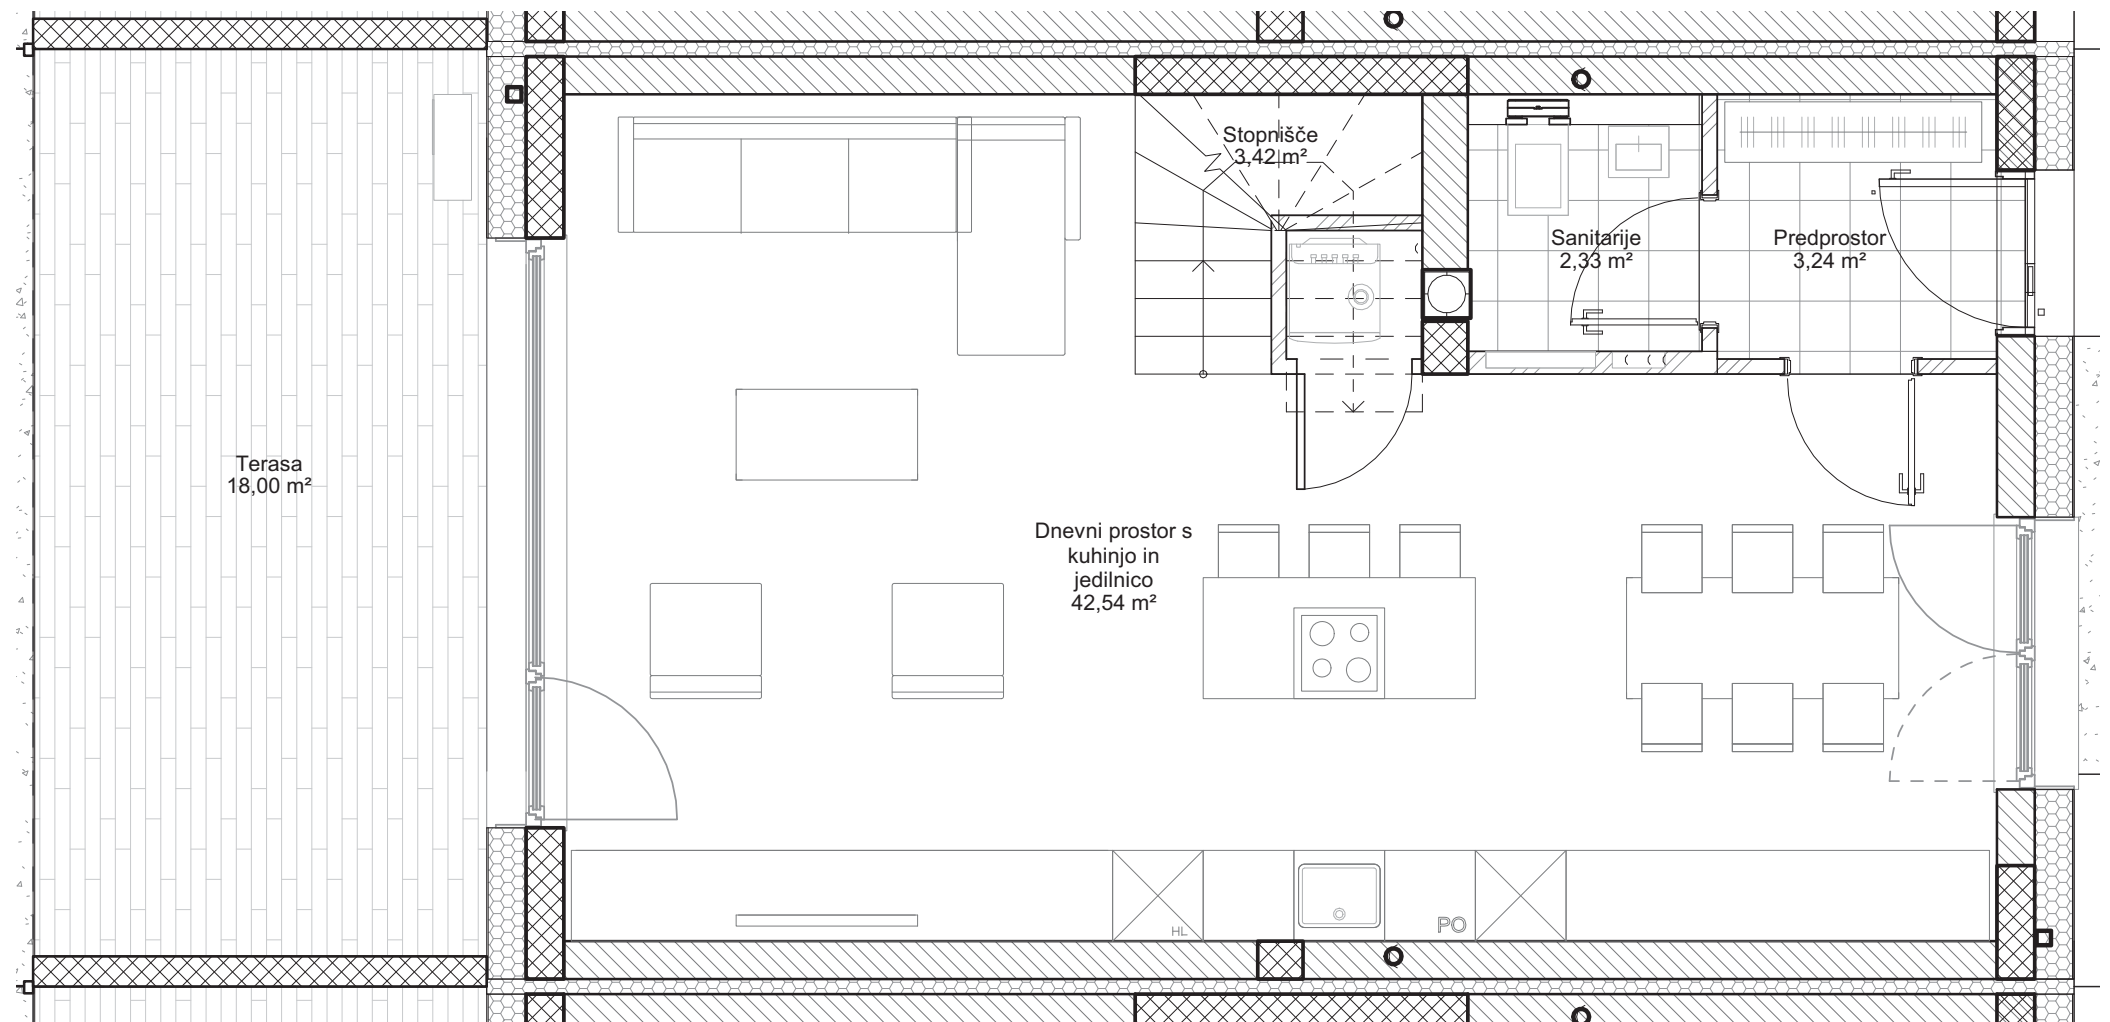 Stopnišče
3,42 m²
Sanitarije
2,33 m²
Predprostor
3,24 m²
Terasa
18,00 m²
Dnevni prostor s
kuhinjo in
jedilnico
42,54 m²
HL
PO